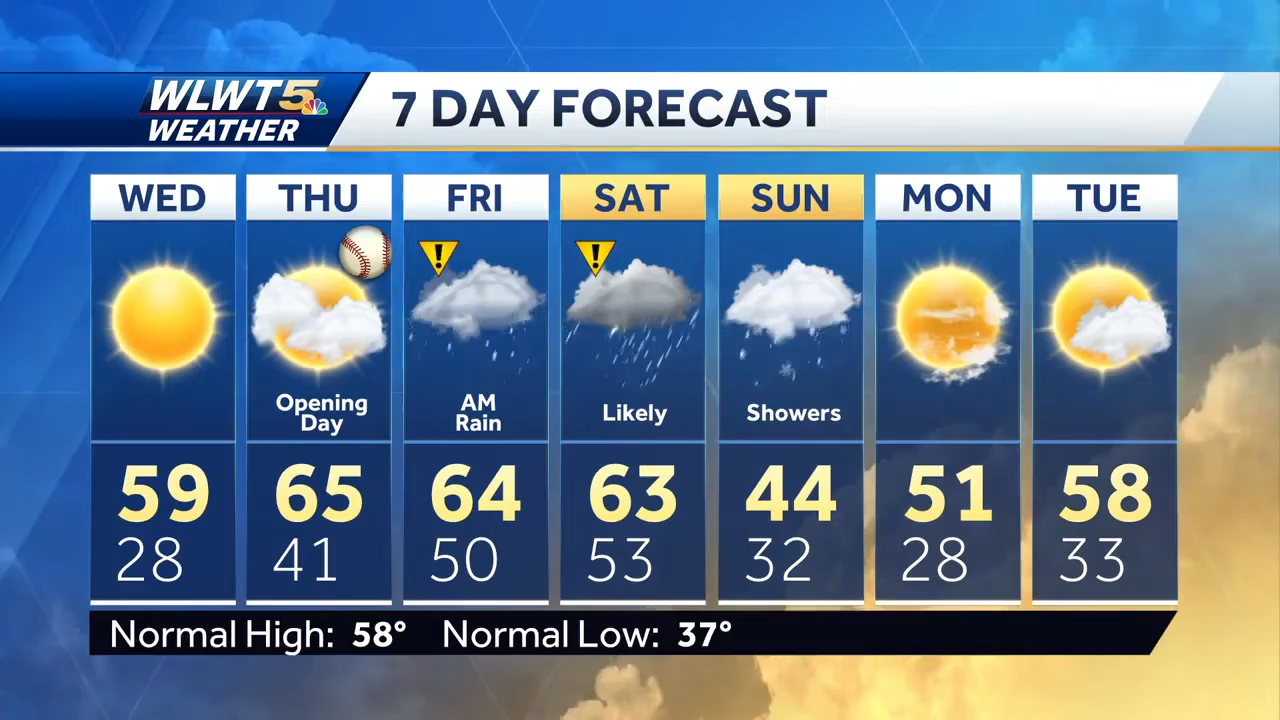 WLWT5
WEATHER
7 DAY FORECAST
WED THU FRI SAT SUN MON TUE
! !
Opening
Day
AM
Rain
Likely
Showers
59 65 64 63 44 51 58
28 41 50 53 32 28 33
Normal High: 58° Normal Low: 37°